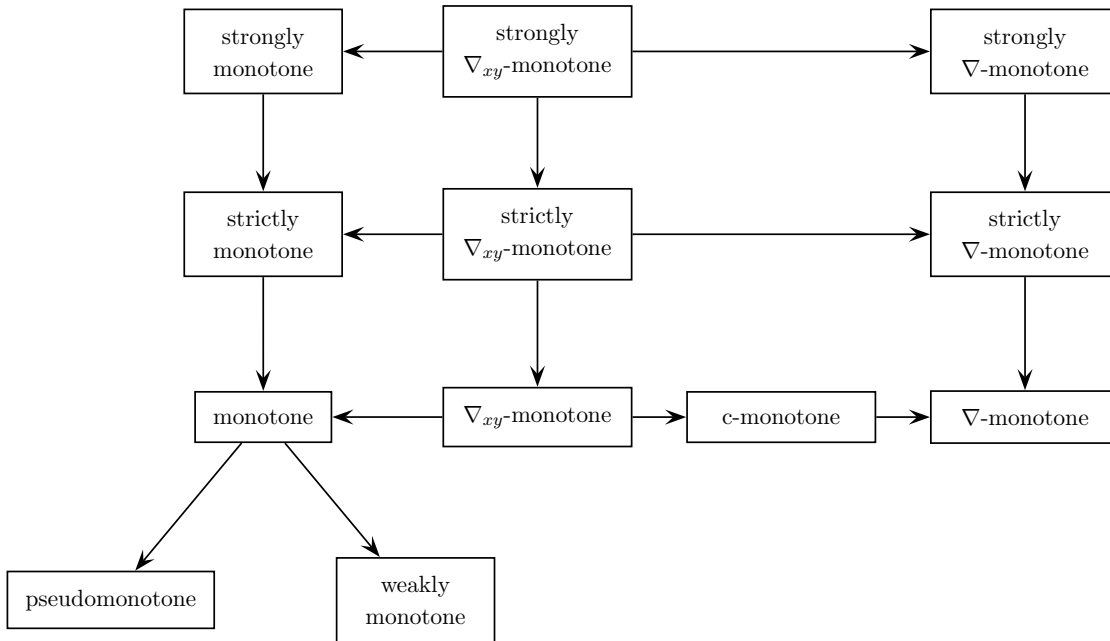 strongly
monotone
strongly
∇xy-monotone
strongly
∇-monotone
strictly
monotone
strictly
∇xy-monotone
strictly
∇-monotone
monotone
∇xy-monotone
c-monotone
∇-monotone
pseudomonotone
weakly
monotone